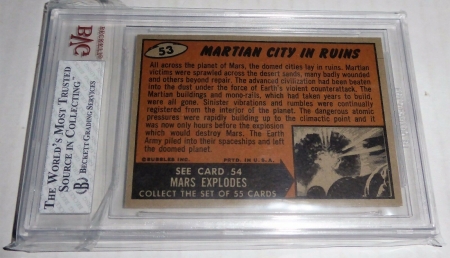 BVG
BECKETT
THE WORLD'S MOST TRUSTED
SOURCE IN COLLECTING™
B BECKETT GRADING SERVICES
53
MARTIAN CITY IN RUINS
All across the planet of Mars, the domed cities lay in ruins. Martian
victims were sprawled across the desert sands, many badly wounded
and others beyond repair. The advanced civilization had been beaten
into the dust under the force of Earth's violent counterattack. The
Martian buildings and mono-rails, which had taken years to build,
were all gone. Sinister vibrations and rumbles were continually
registered from the interior of the planet. The dangerous atomic
pressures were rapidly building up to the climactic point and it
was now only hours before the explosion
which would destroy Mars. The Earth
Army piled into their spaceships and left
the doomed planet.
©BUBBLES INC. PRTD. IN U.S.A.
SEE CARD 54
MARS EXPLODES
COLLECT THE SET OF 55 CARDS